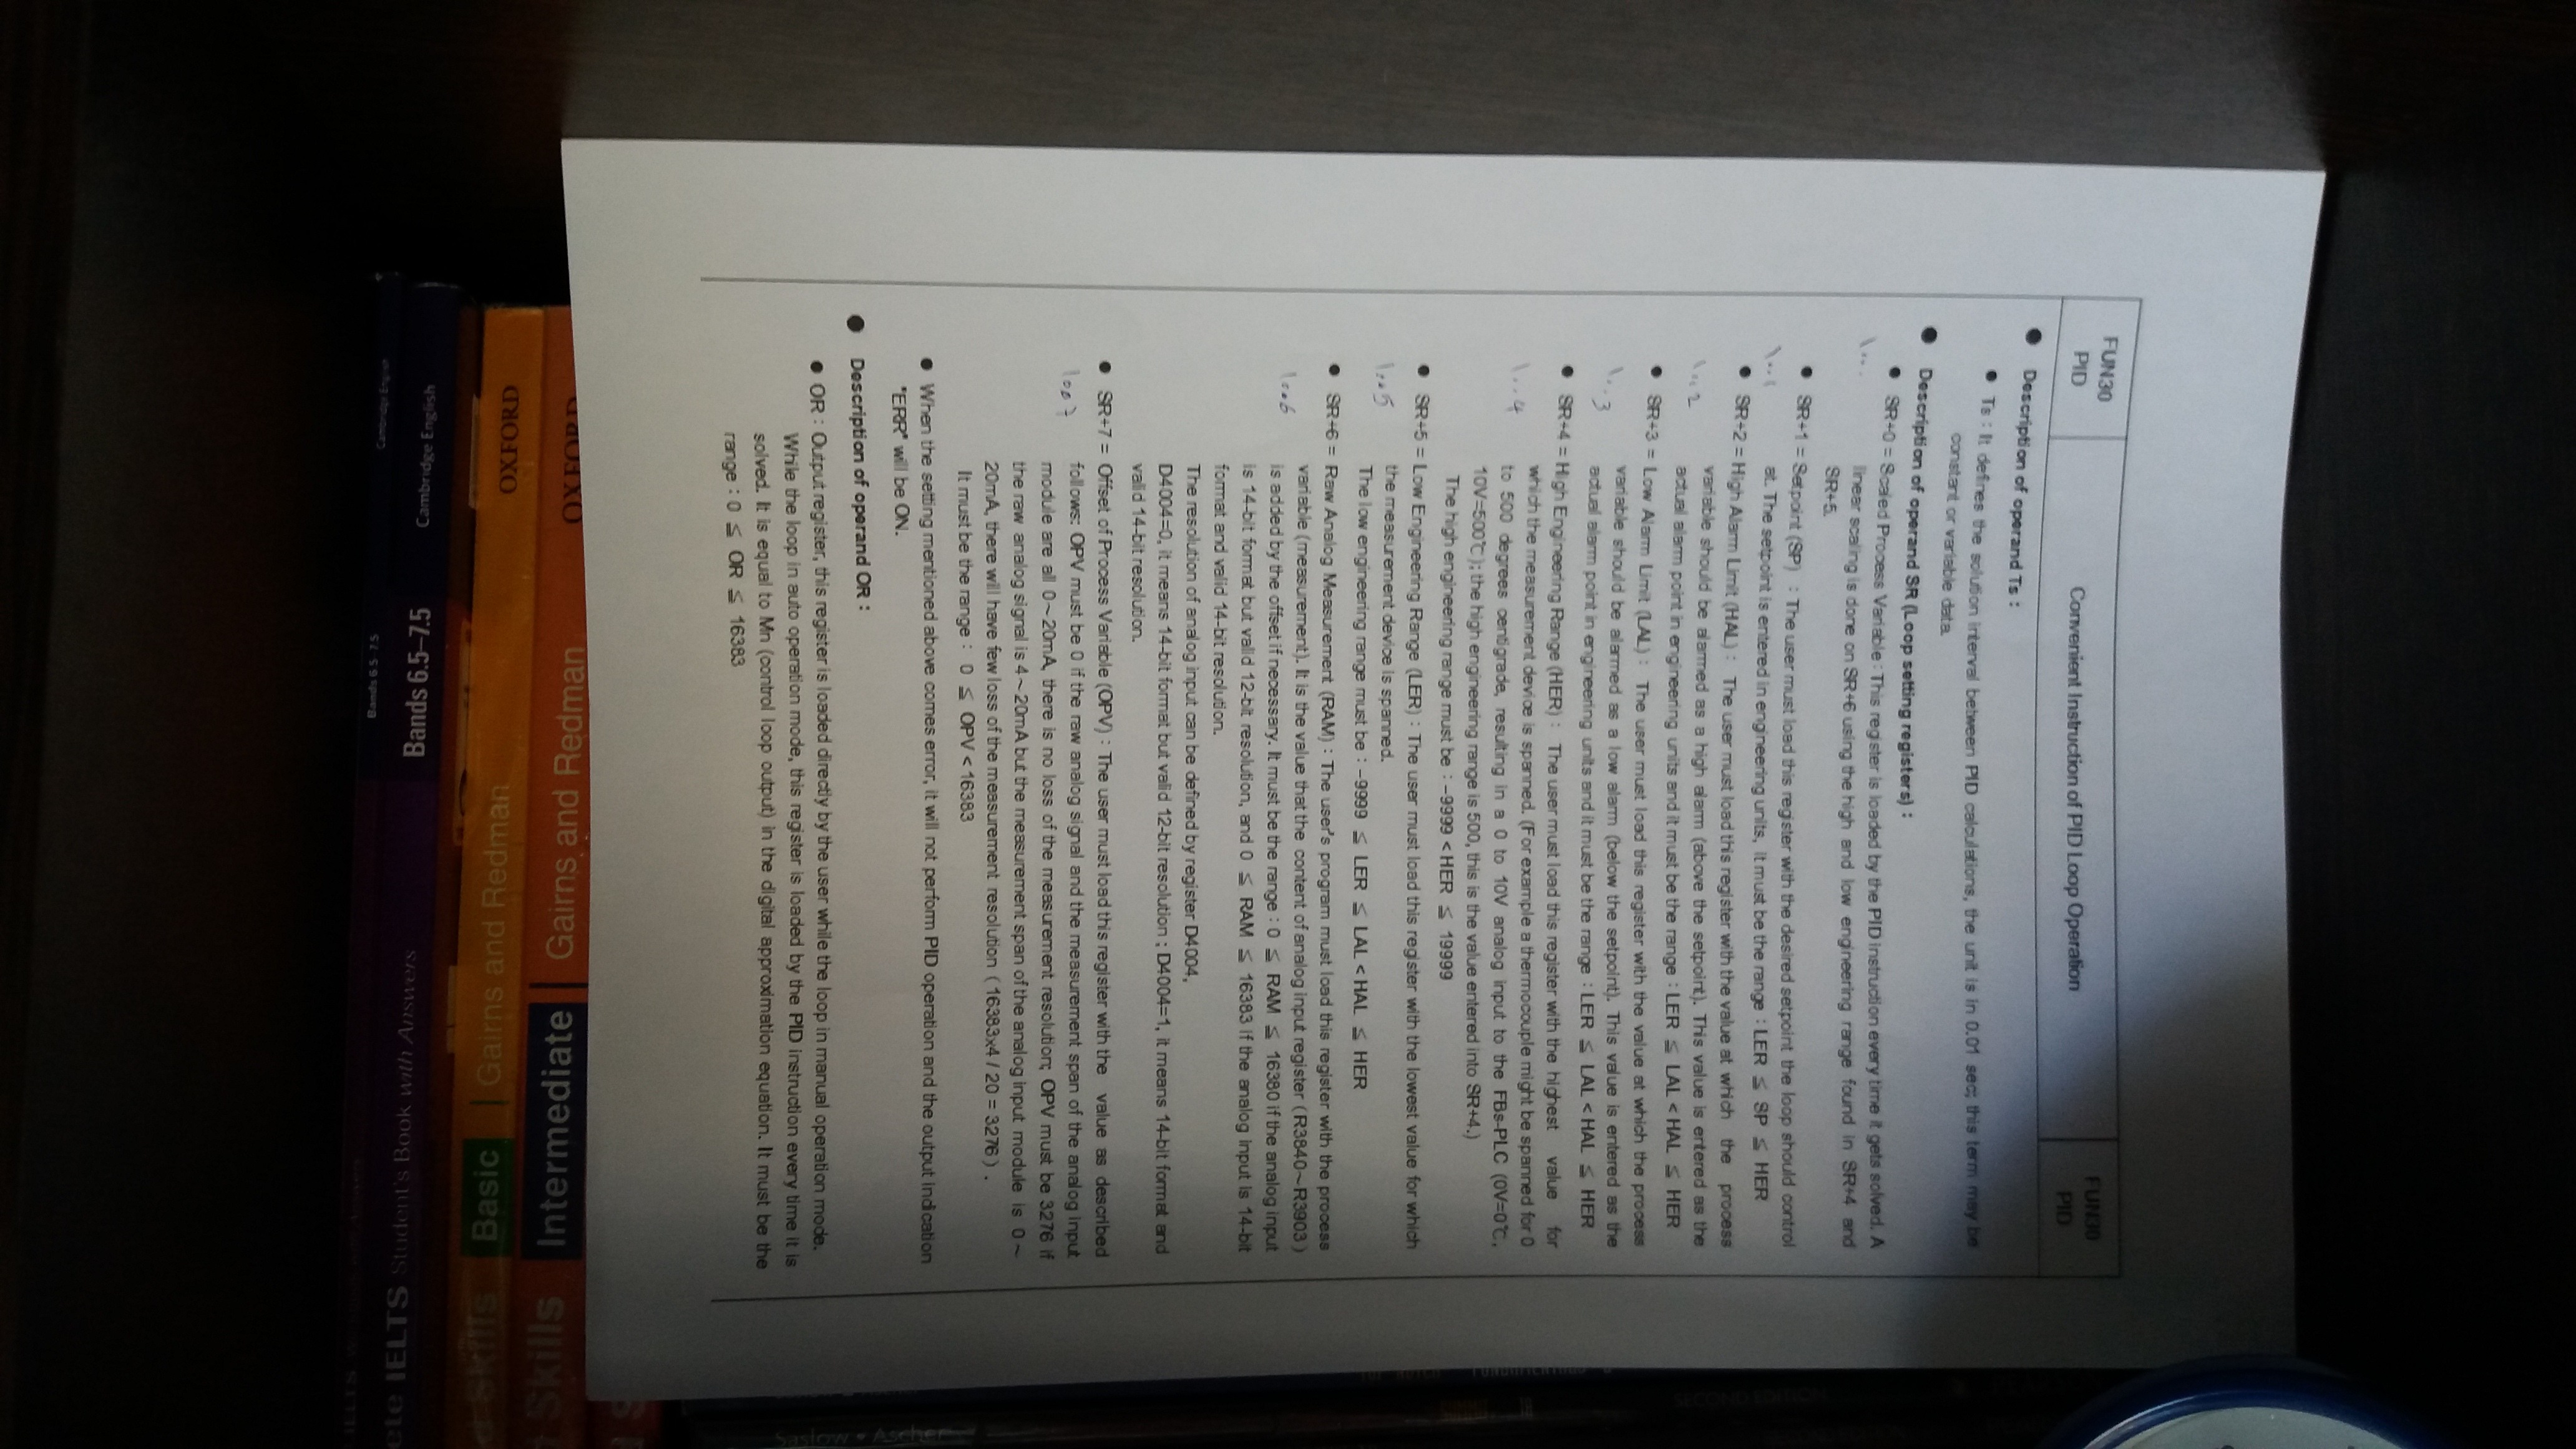 IELTS
Bands 6.5-7.5
Cambridge English
ete IELTS Student's Book with Answers
Bands 6.5–7.5
Cambridge English
d Skills Basic | Gairns and Redman OXFORD
d Skills Intermediate | Gairns and Redman OXFORD
FUN30
PID
Convenient Instruction of PID Loop Operation
FUN30
PID
● Description of operand Ts :
● Ts : It defines the solution interval between PID calculations, the unit is in 0.01 sec; this term may be
constant or variable data.
● Description of operand SR (Loop setting registers) :
● SR+0 = Scaled Process Variable : This register is loaded by the PID instruction every time it gets solved. A
linear scaling is done on SR+6 using the high and low engineering range found in SR+4 and
SR+5.
● SR+1 = Setpoint (SP) : The user must load this register with the desired setpoint the loop should control
at. The setpoint is entered in engineering units, it must be the range : LER ≦ SP ≦ HER
● SR+2 = High Alarm Limit (HAL) : The user must load this register with the value at which the process
variable should be alarmed as a high alarm (above the setpoint). This value is entered as the
actual alarm point in engineering units and it must be the range : LER ≦ LAL < HAL ≦ HER
● SR+3 = Low Alarm Limit (LAL) : The user must load this register with the value at which the process
variable should be alarmed as a low alarm (below the setpoint). This value is entered as the
actual alarm point in engineering units and it must be the range : LER ≦ LAL < HAL ≦ HER
● SR+4 = High Engineering Range (HER) : The user must load this register with the highest value for
which the measurement device is spanned. (For example a thermocouple might be spanned for 0
to 500 degrees centigrade, resulting in a 0 to 10V analog input to the FBs-PLC (0V=0℃,
10V=500℃); the high engineering range is 500, this is the value entered into SR+4.)
The high engineering range must be : -9999 < HER ≦ 19999
● SR+5 = Low Engineering Range (LER) : The user must load this register with the lowest value for which
the measurement device is spanned.
The low engineering range must be : -9999 ≦ LER ≦ LAL < HAL ≦ HER
● SR+6 = Raw Analog Measurement (RAM) : The user's program must load this register with the process
variable (measurement). It is the value that the content of analog input register (R3840~R3903)
is added by the offset if necessary. It must be the range : 0 ≦ RAM ≦ 16380 if the analog input
is 14-bit format but valid 12-bit resolution, and 0 ≦ RAM ≦ 16383 if the analog input is 14-bit
format and valid 14-bit resolution.
The resolution of analog input can be defined by register D4004,
D4004=0, it means 14-bit format but valid 12-bit resolution ; D4004=1, it means 14-bit format and
valid 14-bit resolution.
● SR+7 = Offset of Process Variable (OPV) : The user must load this register with the value as described
follows: OPV must be 0 if the raw analog signal and the measurement span of the analog input
1007
module are all 0~20mA, there is no loss of the measurement resolution; OPV must be 3276 if
the raw analog signal is 4~20mA but the measurement span of the analog input module is 0~
20mA, there will have few loss of the measurement resolution ( 16383x4 / 20 = 3276 ) .
It must be the range : 0 ≦ OPV < 16383
● When the setting mentioned above comes error, it will not perform PID operation and the output indication
"ERR" will be ON.
● Description of operand OR :
● OR : Output register, this register is loaded directly by the user while the loop in manual operation mode.
While the loop in auto operation mode, this register is loaded by the PID instruction every time it is
solved. It is equal to Mn (control loop output) in the digital approximation equation. It must be the
range : 0 ≦ OR ≦ 16383